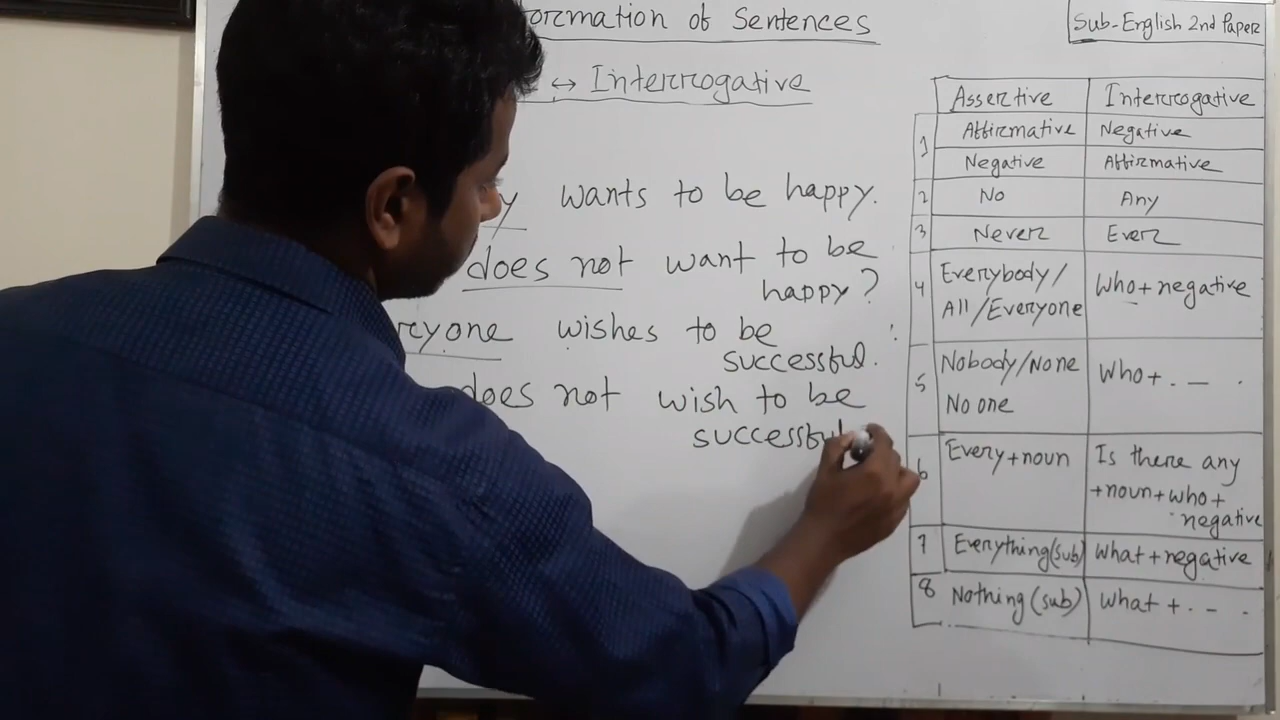 ormation of Sentences
Sub-English 2nd Paper
↔ Interrogative
y wants to be happy.
does not want to be
happy?
ryone wishes to be
successful.
does not wish to be
successful
Assertive Interrogative
1 Affirmative Negative
Negative Affirmative
2 No Any
3 Never Ever
4 Everybody/ Who+negative
All/Everyone
5 Nobody/None Who+ . — .
No one
6 Every+noun Is there any
+noun+who+
negative
7 Everything(sub) What+negative
8 Nothing(sub) What + . - .